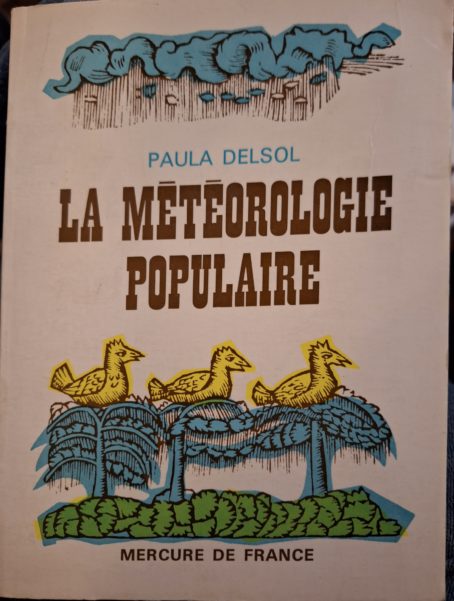 PAULA DELSOL
LA MÉTÉOROLOGIE
POPULAIRE
MERCURE DE FRANCE